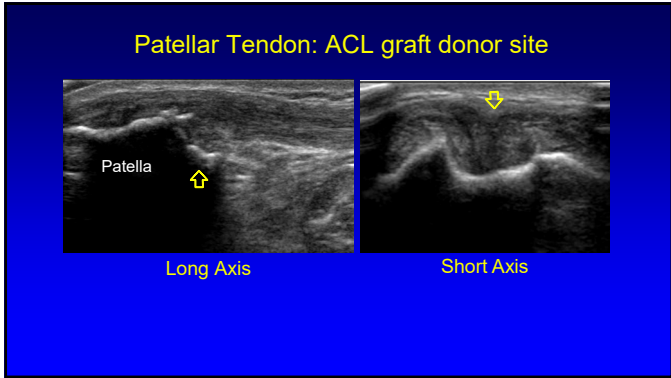 Patellar Tendon: ACL graft donor site
Patella
Long Axis
Short Axis